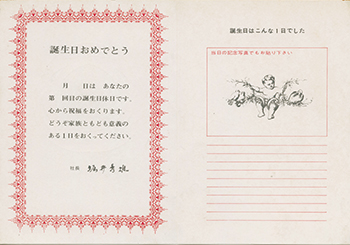 誕生日おめでとう
月　日は あなたの
第　回目の誕生日休日です。
心から祝福をおくります。
どうぞ家族ともども意義の
ある1日をおくってください。
社長
誕生日はこんな1日でした
当日の記念写真でもお貼り下さい